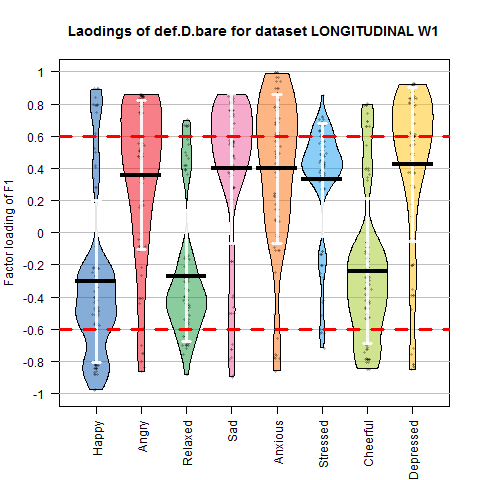 Laodings of def.D.bare for dataset LONGITUDINAL W1
Factor loading of F1
1
0.8
0.6
0.4
0.2
0
-0.2
-0.4
-0.6
-0.8
-1
Happy
Angry
Relaxed
Sad
Anxious
Stressed
Cheerful
Depressed